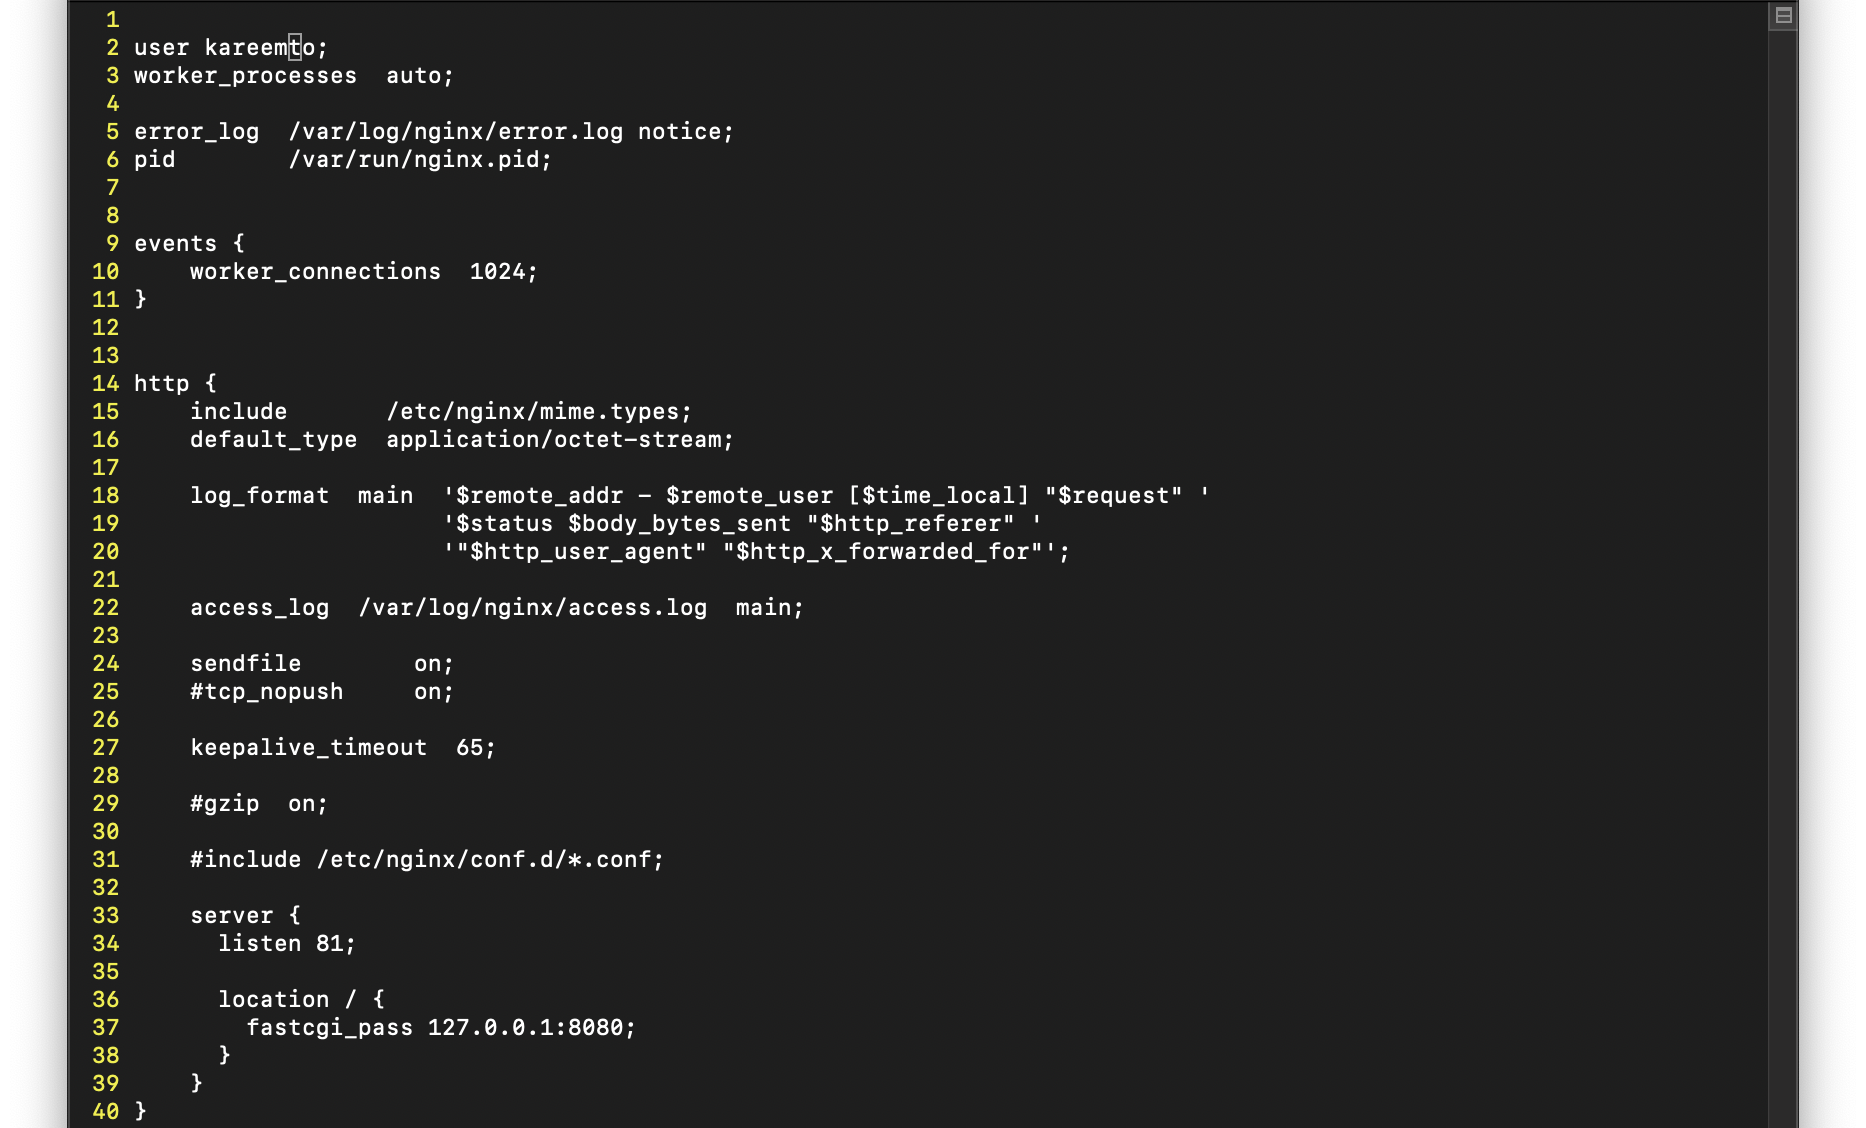 1
2 user kareemto;
3 worker_processes  auto;
4
5 error_log  /var/log/nginx/error.log notice;
6 pid        /var/run/nginx.pid;
7
8
9 events {
10     worker_connections  1024;
11 }
12
13
14 http {
15     include       /etc/nginx/mime.types;
16     default_type  application/octet-stream;
17
18     log_format  main  '$remote_addr - $remote_user [$time_local] "$request" '
19                       '$status $body_bytes_sent "$http_referer" '
20                       '"$http_user_agent" "$http_x_forwarded_for"';
21
22     access_log  /var/log/nginx/access.log  main;
23
24     sendfile        on;
25     #tcp_nopush     on;
26
27     keepalive_timeout  65;
28
29     #gzip  on;
30
31     #include /etc/nginx/conf.d/*.conf;
32
33     server {
34       listen 81;
35
36       location / {
37         fastcgi_pass 127.0.0.1:8080;
38       }
39     }
40 }